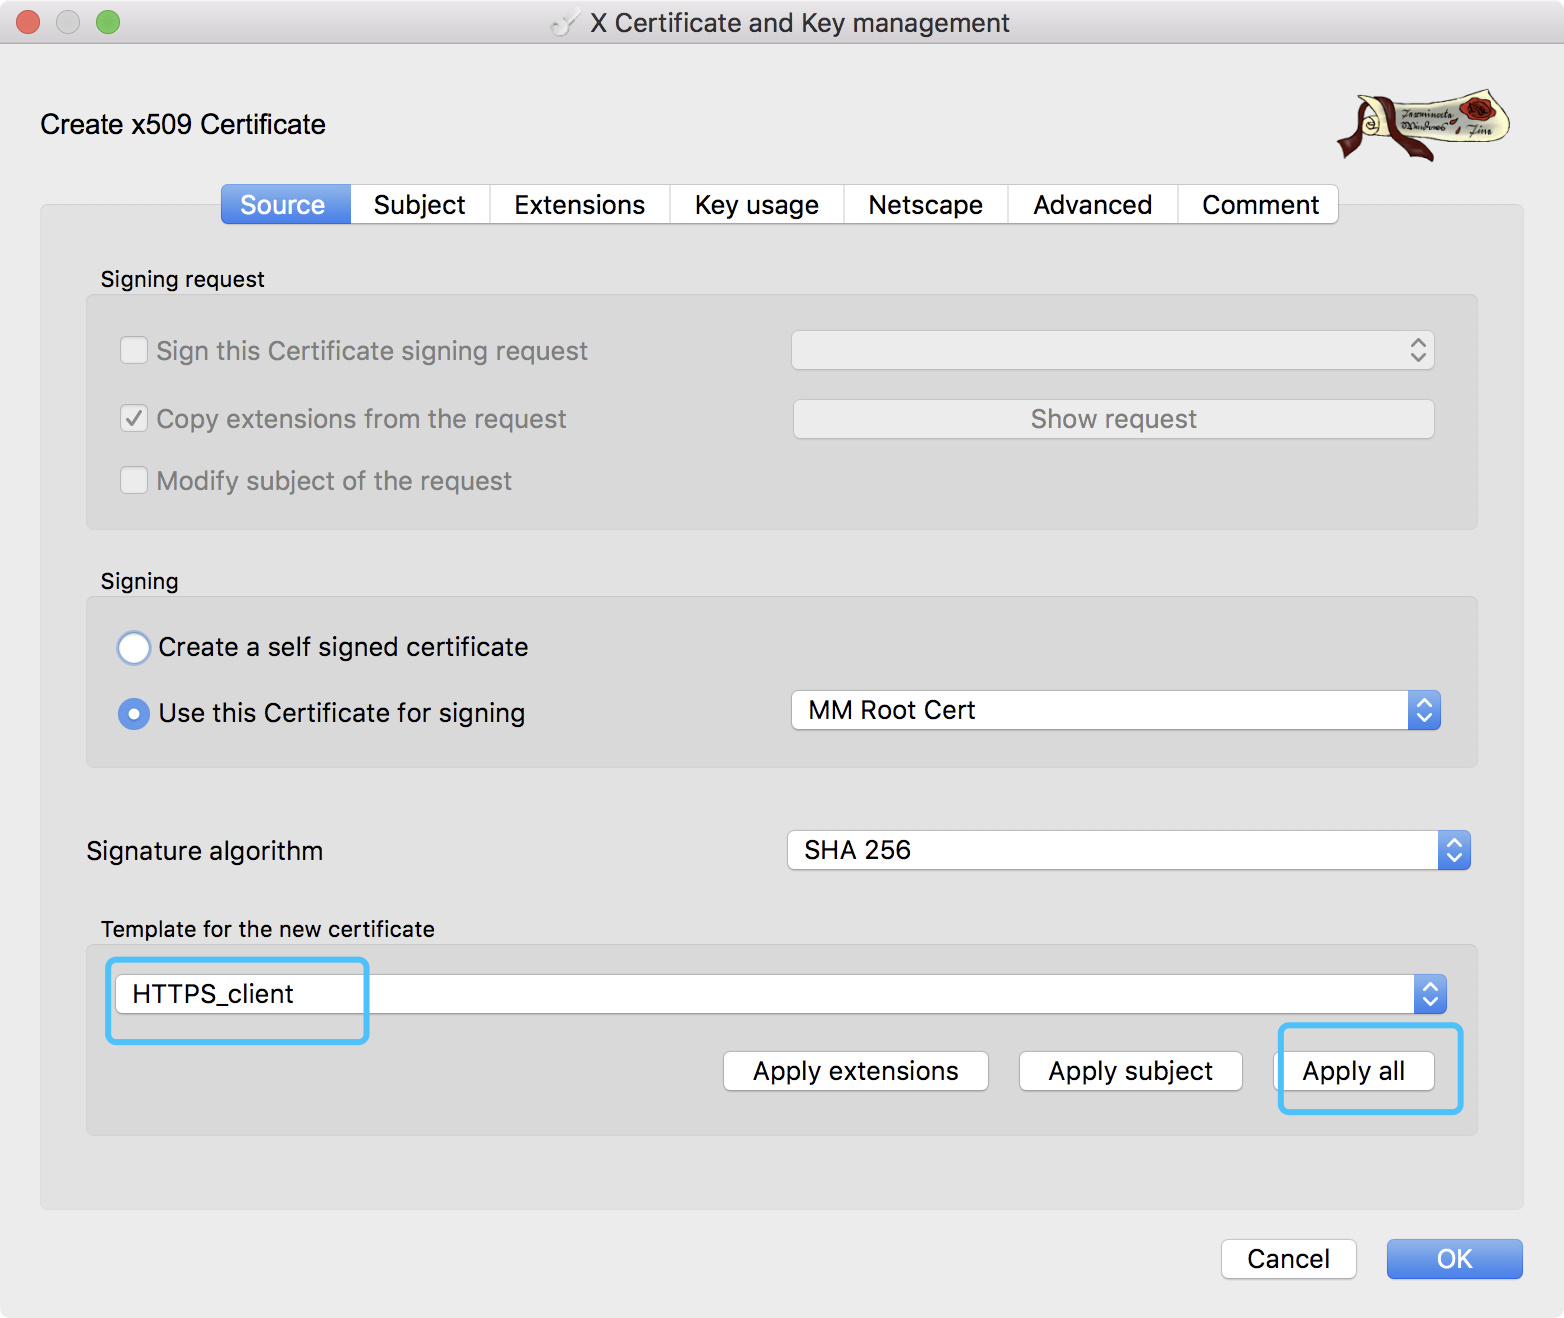 X Certificate and Key management
Create x509 Certificate
Source Subject Extensions Key usage Netscape Advanced Comment
Signing request
Sign this Certificate signing request
Copy extensions from the request Show request
Modify subject of the request
Signing
Create a self signed certificate
Use this Certificate for signing MM Root Cert
Signature algorithm SHA 256
Template for the new certificate
HTTPS_client
Apply extensions Apply subject Apply all
Cancel OK